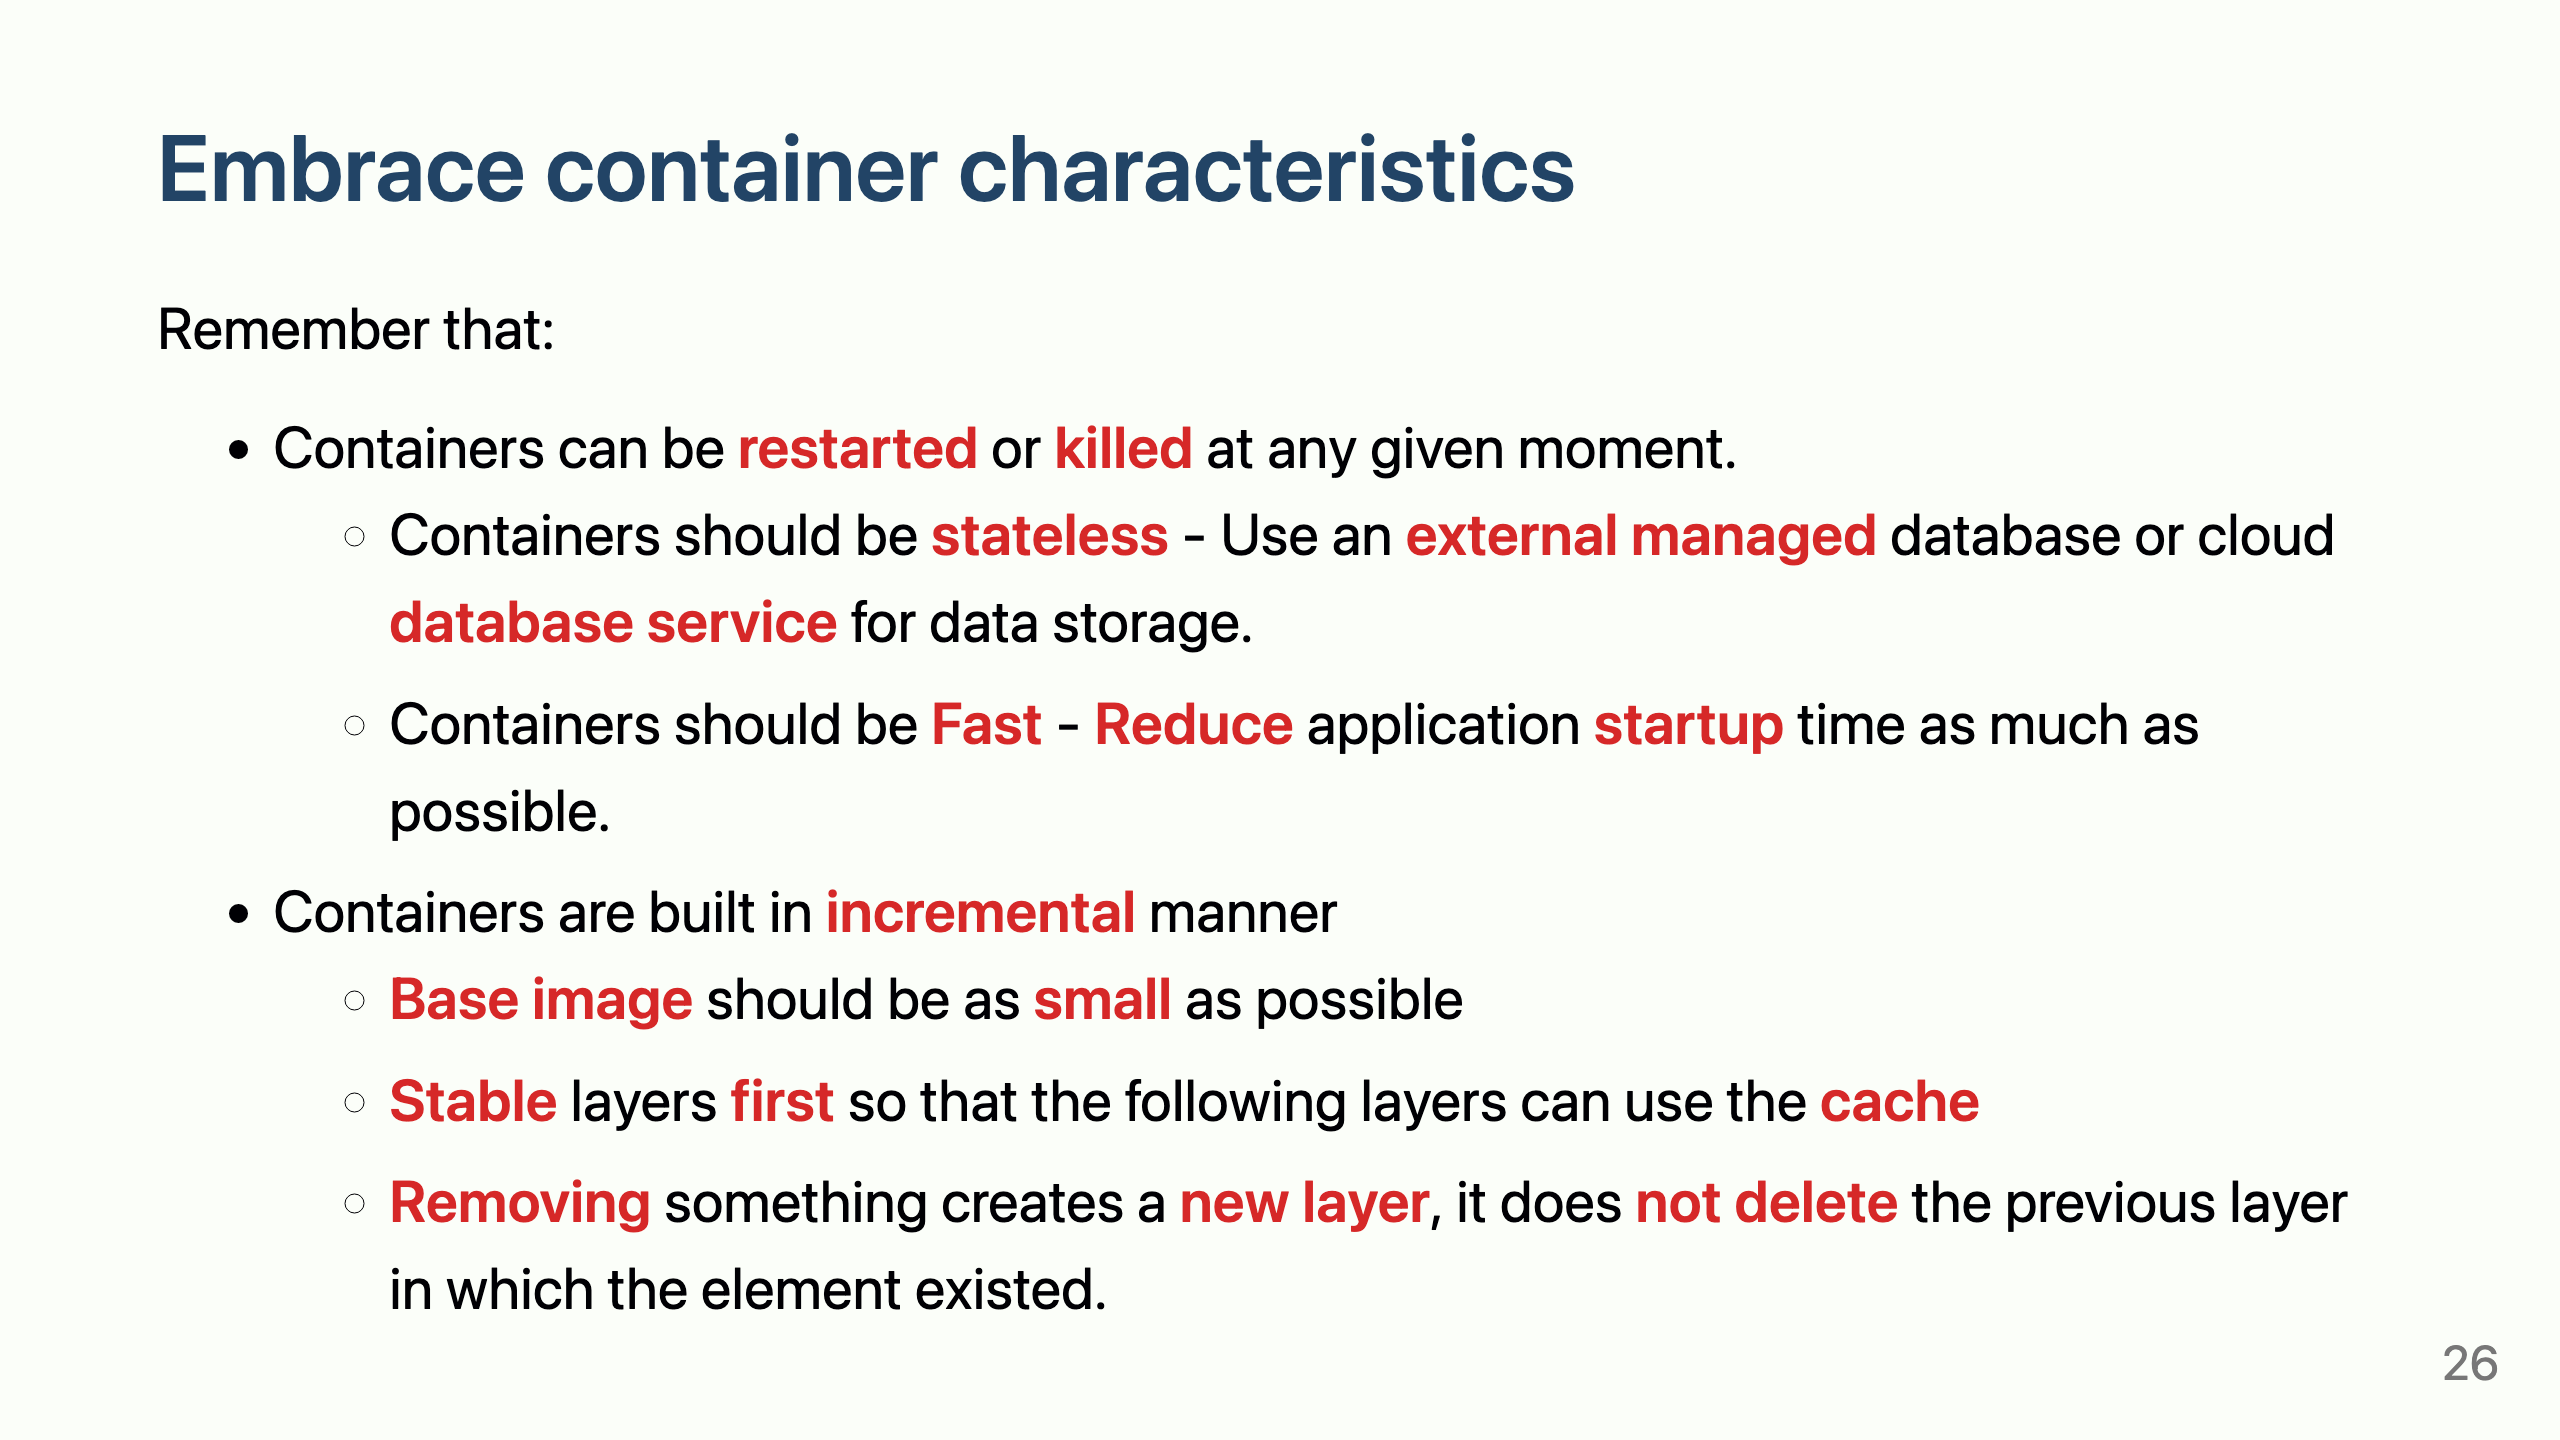 Embrace container characteristics
Remember that:
• Containers can be restarted or killed at any given moment.
○ Containers should be stateless - Use an external managed database or cloud
database service for data storage.
○ Containers should be Fast - Reduce application startup time as much as
possible.
• Containers are built in incremental manner
○ Base image should be as small as possible
○ Stable layers first so that the following layers can use the cache
○ Removing something creates a new layer, it does not delete the previous layer
in which the element existed.
26